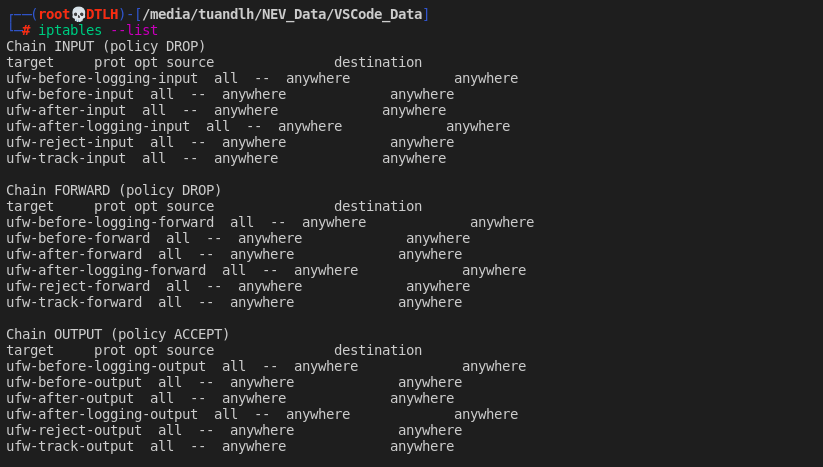 ┌──(root💀DTLH)-[/media/tuandlh/NEV_Data/VSCode_Data]
└─# iptables --list
Chain INPUT (policy DROP)
target     prot opt source               destination
ufw-before-logging-input  all  --  anywhere             anywhere
ufw-before-input  all  --  anywhere             anywhere
ufw-after-input  all  --  anywhere             anywhere
ufw-after-logging-input  all  --  anywhere             anywhere
ufw-reject-input  all  --  anywhere             anywhere
ufw-track-input  all  --  anywhere             anywhere

Chain FORWARD (policy DROP)
target     prot opt source               destination
ufw-before-logging-forward  all  --  anywhere             anywhere
ufw-before-forward  all  --  anywhere             anywhere
ufw-after-forward  all  --  anywhere             anywhere
ufw-after-logging-forward  all  --  anywhere             anywhere
ufw-reject-forward  all  --  anywhere             anywhere
ufw-track-forward  all  --  anywhere             anywhere

Chain OUTPUT (policy ACCEPT)
target     prot opt source               destination
ufw-before-logging-output  all  --  anywhere             anywhere
ufw-before-output  all  --  anywhere             anywhere
ufw-after-output  all  --  anywhere             anywhere
ufw-after-logging-output  all  --  anywhere             anywhere
ufw-reject-output  all  --  anywhere             anywhere
ufw-track-output  all  --  anywhere             anywhere